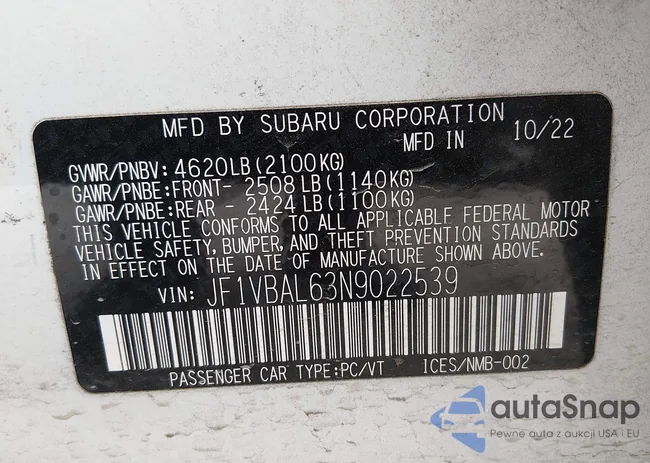 MFD BY SUBARU CORPORATION
MFD IN 10/22
GVWR/PNBV: 4620LB(2100KG)
GAWR/PNBE:FRONT- 2508 LB(1140KG)
GAWR/PNBE:REAR - 2424 LB(1100KG)
THIS VEHICLE CONFORMS TO ALL APPLICABLE FEDERAL MOTOR
VEHICLE SAFETY, BUMPER, AND THEFT PREVENTION STANDARDS
IN EFFECT ON THE DATE OF MANUFACTURE SHOWN ABOVE.
VIN: JF1VBAL63N9022539
PASSENGER CAR TYPE:PC/VT ICES/NMB-002
autaSnap
Pewne auta z aukcji USA i EU